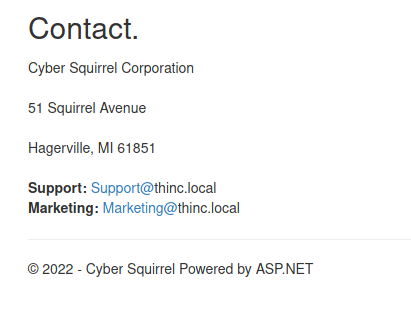 Contact.
Cyber Squirrel Corporation
51 Squirrel Avenue
Hagerville, MI 61851
Support: Support@thinc.local
Marketing: Marketing@thinc.local
© 2022 - Cyber Squirrel Powered by ASP.NET